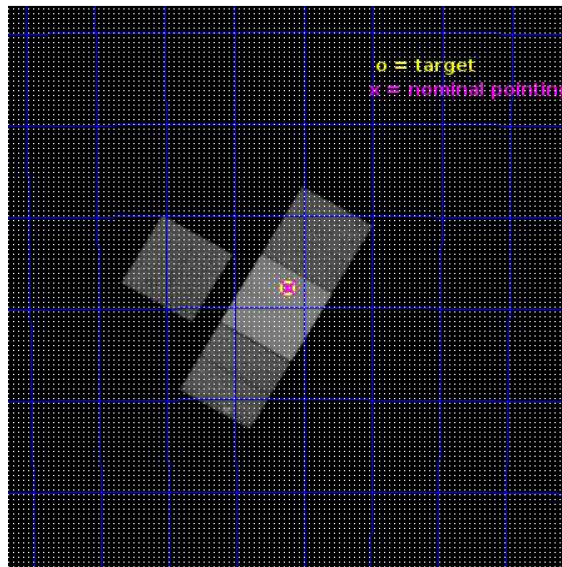 o = target
x = nominal pointing